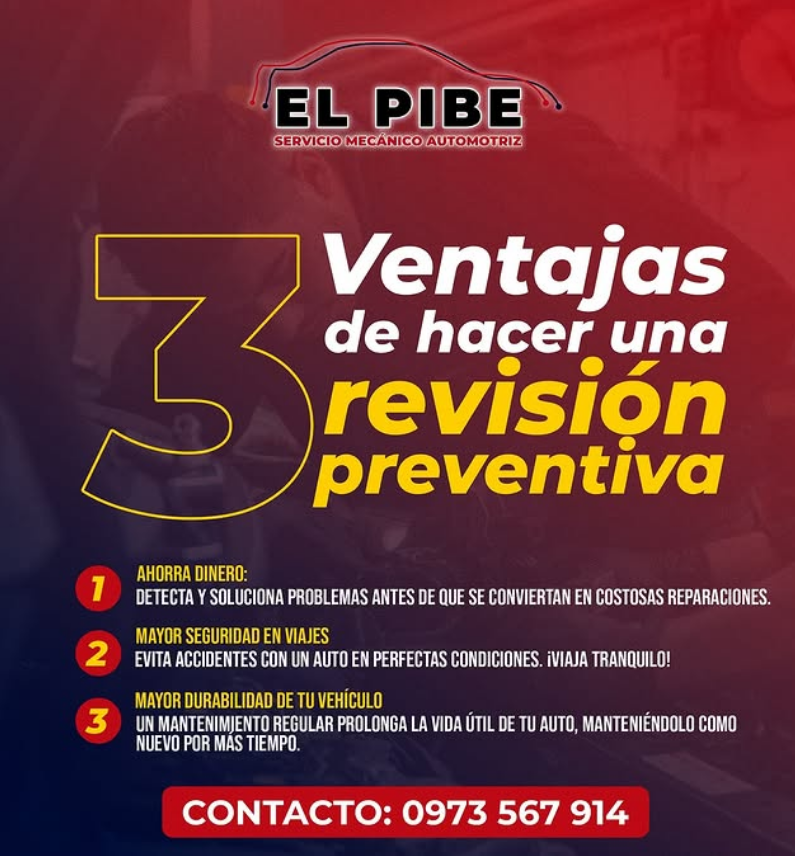 EL PIBE
SERVICIO MECÁNICO AUTOMOTRIZ
3 Ventajas
de hacer una
revisión
preventiva
1 AHORRA DINERO:
DETECTA Y SOLUCIONA PROBLEMAS ANTES DE QUE SE CONVIERTAN EN COSTOSAS REPARACIONES.
2 MAYOR SEGURIDAD EN VIAJES
EVITA ACCIDENTES CON UN AUTO EN PERFECTAS CONDICIONES. ¡VIAJA TRANQUILO!
3 MAYOR DURABILIDAD DE TU VEHÍCULO
UN MANTENIMIENTO REGULAR PROLONGA LA VIDA ÚTIL DE TU AUTO, MANTENIÉNDOLO COMO
NUEVO POR MÁS TIEMPO.
CONTACTO: 0973 567 914